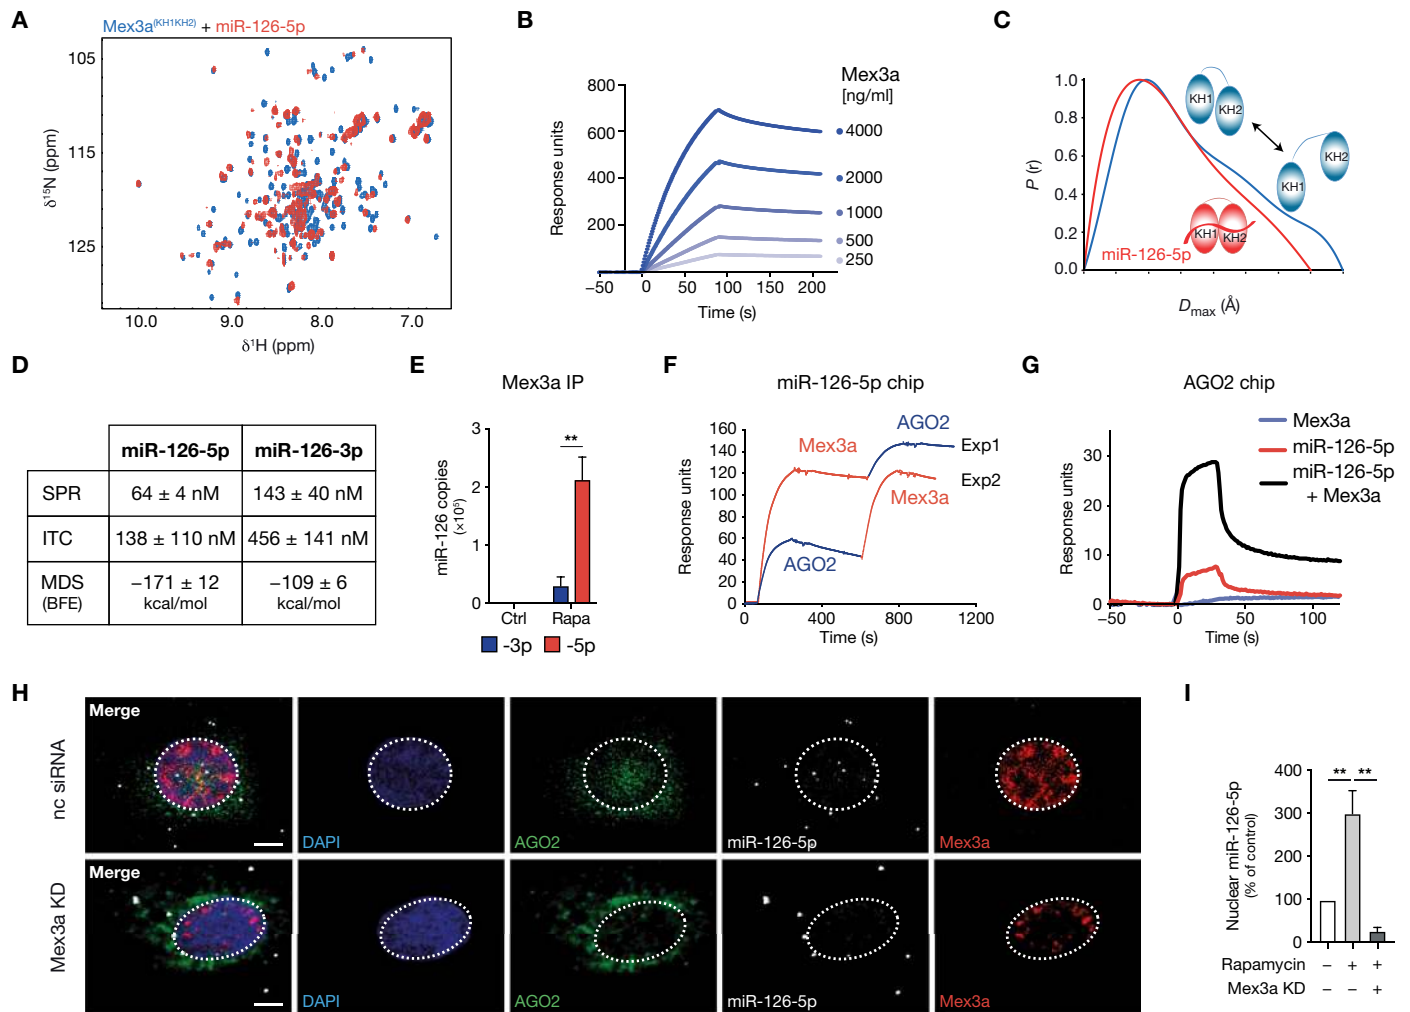 A
Mex3a(KH1KH2) + miR-126-5p
105
115
125
δ15N (ppm)
10.0 9.0 8.0 7.0
δ1H (ppm)
B
Mex3a
[ng/ml]
800
600
400
200
4000
2000
1000
500
250
Response units
−50 0 50 100 150 200
Time (s)
C
1.0
0.8
0.6
0.4
0.2
0.0
P (r)
KH1
KH2
KH1
KH2
KH1
KH2
miR-126-5p
Dmax (Å)
D
miR-126-5p miR-126-3p
SPR 64 ± 4 nM 143 ± 40 nM
ITC 138 ± 110 nM 456 ± 141 nM
MDS −171 ± 12 −109 ± 6
(BFE) kcal/mol kcal/mol
E
Mex3a IP
3
2
1
0
miR-126 copies
(×10⁵)
**
Ctrl Rapa
-3p -5p
F
miR-126-5p chip
160
140
120
100
80
60
40
20
0
Response units
Mex3a
AGO2
Exp1
Exp2
Mex3a
AGO2
0 400 800 1200
Time (s)
G
AGO2 chip
Mex3a
miR-126-5p
miR-126-5p
+ Mex3a
30
20
10
0
Response units
−50 0 50 100
Time (s)
H
nc siRNA
Merge
DAPI
AGO2
miR-126-5p
Mex3a
Mex3a KD
Merge
DAPI
AGO2
miR-126-5p
Mex3a
I
400
300
200
100
0
Nuclear miR-126-5p
(% of control)
** **
Rapamycin − + +
Mex3a KD − − +